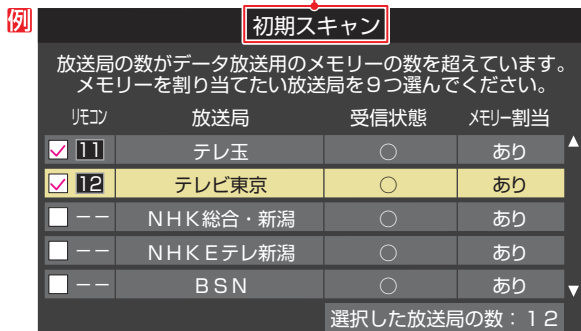 例
初期スキャン
放送局の数がデータ放送用のメモリーの数を超えています。
メモリーを割り当てたい放送局を9つ選んでください。
リモコン 放送局 受信状態 メモリー割当
11 テレ玉 ○ あり
12 テレビ東京 ○ あり
-- NHK総合・新潟 ○ あり
-- NHKEテレ新潟 ○ あり
-- BSN ○ あり
選択した放送局の数：12